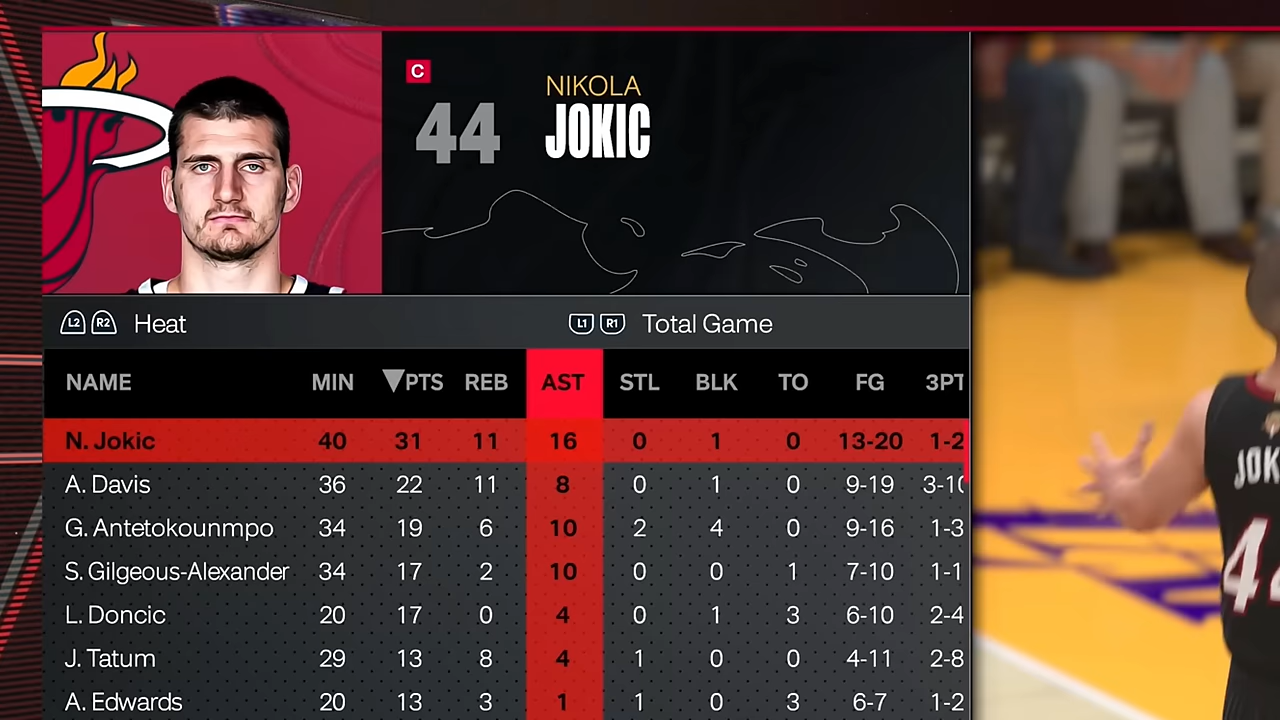 C
44
NIKOLA
JOKIC
L2 R2 Heat L1 R1 Total Game
NAME MIN ▼PTS REB AST STL BLK TO FG 3PT
N. Jokic 40 31 11 16 0 1 0 13-20 1-2
A. Davis 36 22 11 8 0 1 0 9-19 3-10
G. Antetokounmpo 34 19 6 10 2 4 0 9-16 1-3
S. Gilgeous-Alexander 34 17 2 10 0 0 1 7-10 1-1
L. Doncic 20 17 0 4 0 1 3 6-10 2-4
J. Tatum 29 13 8 4 1 0 0 4-11 2-8
A. Edwards 20 13 3 1 1 0 3 6-7 1-2
JOK
44